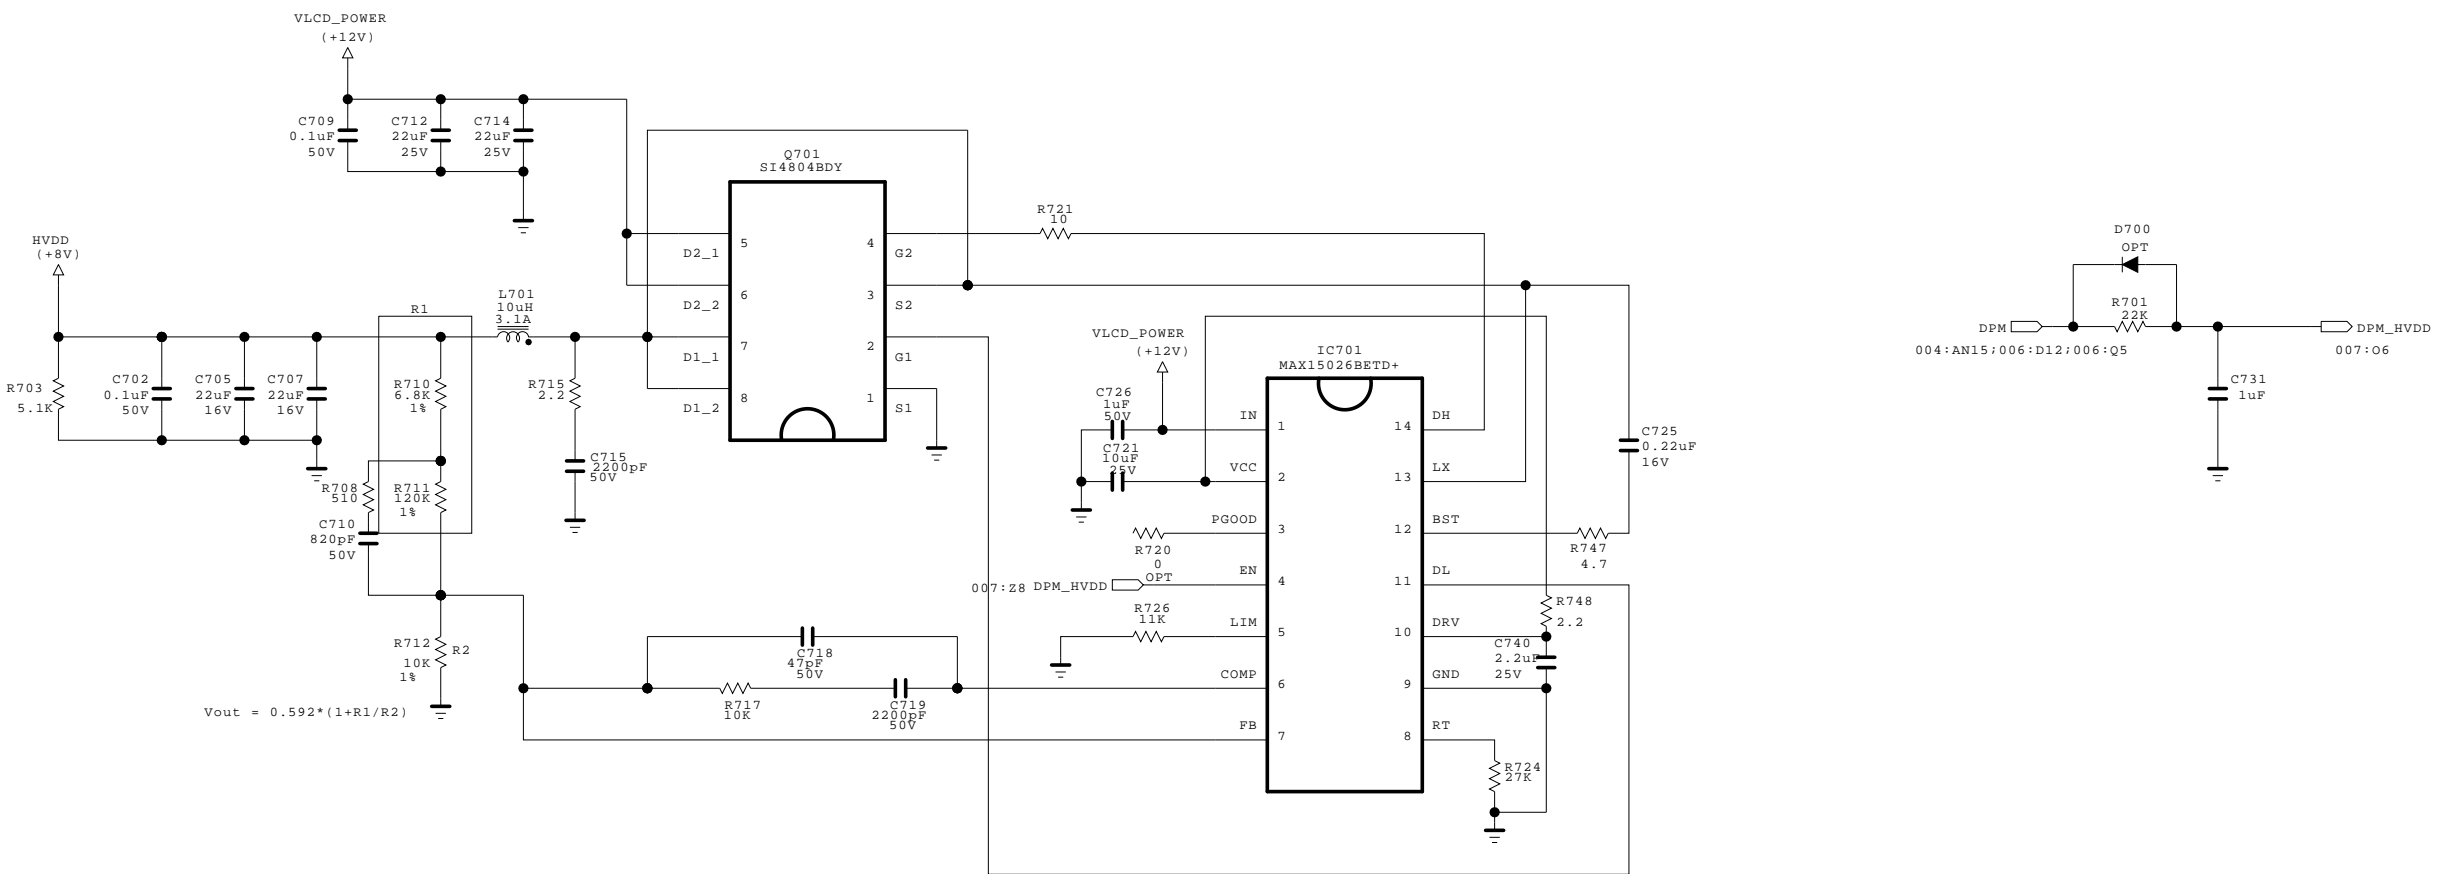 VLCD_POWER
(+12V)
C709
0.1uF
50V
C712
22uF
25V
C714
22uF
25V
Q701
SI4804BDY
5
D2_1
6
D2_2
7
D1_1
8
D1_2
4
G2
3
S2
2
G1
1
S1
R721
10
HVDD
(+8V)
R703
5.1K
C702
0.1uF
50V
C705
22uF
16V
C707
22uF
16V
R1
R710
6.8K
1%
R708
510
R711
120K
1%
C710
820pF
50V
L701
10uH
3.1A
R715
2.2
C715
2200pF
50V
R712
10K
1%
R2
Vout = 0.592*(1+R1/R2)
C718
47pF
50V
R717
10K
C719
2200pF
50V
VLCD_POWER
(+12V)
C726
1uF
50V
C721
10uF
25V
R720
0
OPT
007:Z8 DPM_HVDD
R726
11K
IC701
MAX15026BETD+
IN
1
VCC
2
PGOOD
3
EN
4
LIM
5
COMP
6
FB
7
14
DH
13
LX
12
BST
11
DL
10
DRV
9
GND
8
RT
C725
0.22uF
16V
R747
4.7
R748
2.2
C740
2.2uF
25V
R724
27K
D700
OPT
R701
22K
DPM
004:AN15;006:D12;006:Q5
DPM_HVDD
007:O6
C731
1uF